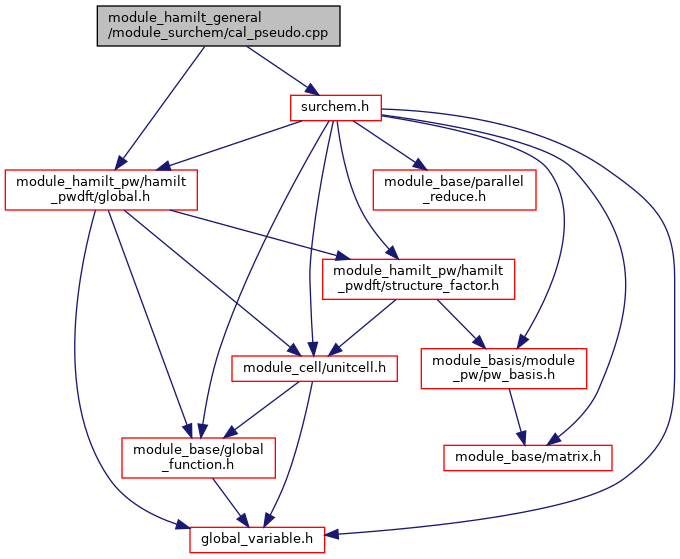 module_hamilt_general
/module_surchem/cal_pseudo.cpp
surchem.h
module_hamilt_pw/hamilt
_pwdft/global.h
module_base/parallel
_reduce.h
module_hamilt_pw/hamilt
_pwdft/structure_factor.h
module_cell/unitcell.h
module_basis/module
_pw/pw_basis.h
module_base/global
_function.h
module_base/matrix.h
global_variable.h